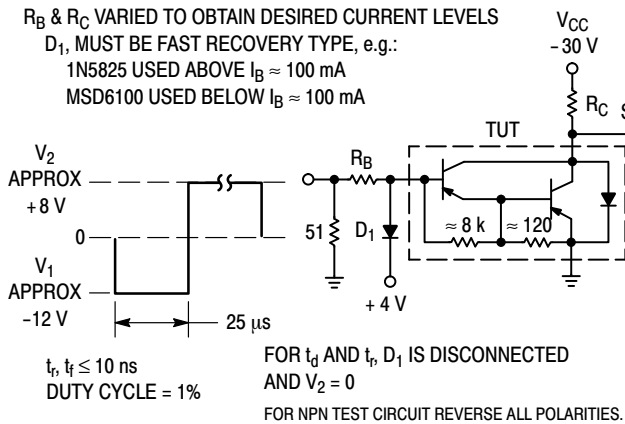 R_B & R_C VARIED TO OBTAIN DESIRED CURRENT LEVELS
D_1, MUST BE FAST RECOVERY TYPE, e.g.:
1N5825 USED ABOVE I_B ≈ 100 mA
MSD6100 USED BELOW I_B ≈ 100 mA
V_CC
- 30 V
R_C
S
TUT
V_2
APPROX
+ 8 V
0
V_1
APPROX
-12 V
R_B
51
D_1
≈ 8 k
≈ 120
+ 4 V
25 μs
t_r, t_f ≤ 10 ns
DUTY CYCLE = 1%
FOR t_d AND t_r, D_1 IS DISCONNECTED
AND V_2 = 0
FOR NPN TEST CIRCUIT REVERSE ALL POLARITIES.